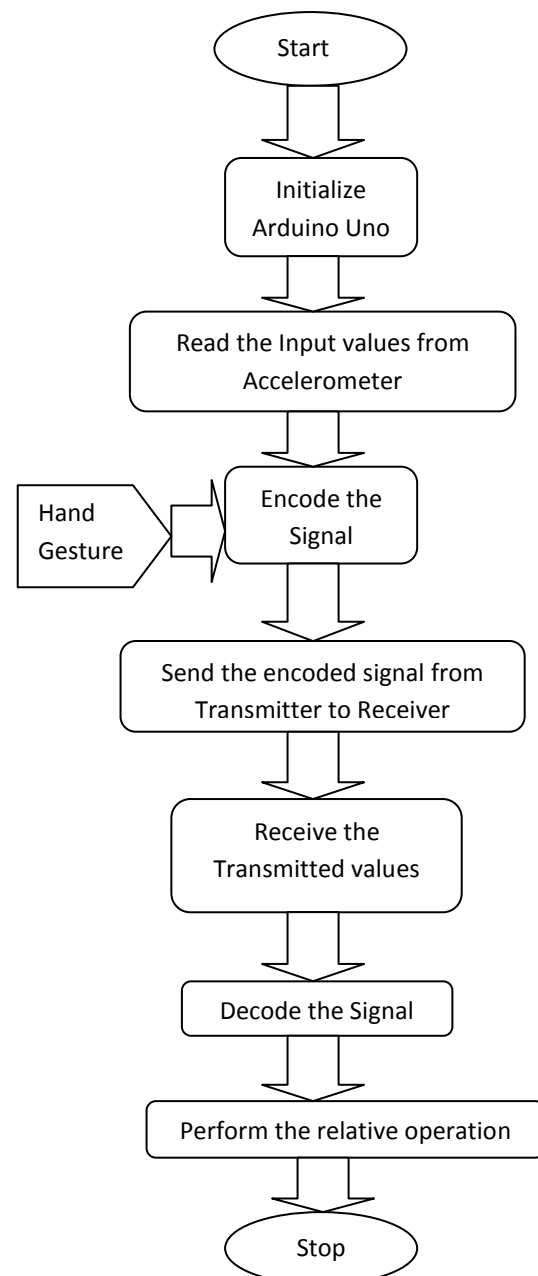 Start
Initialize
Arduino Uno
Read the Input values from
Accelerometer
Hand
Gesture
Encode the
Signal
Send the encoded signal from
Transmitter to Receiver
Receive the
Transmitted values
Decode the Signal
Perform the relative operation
Stop